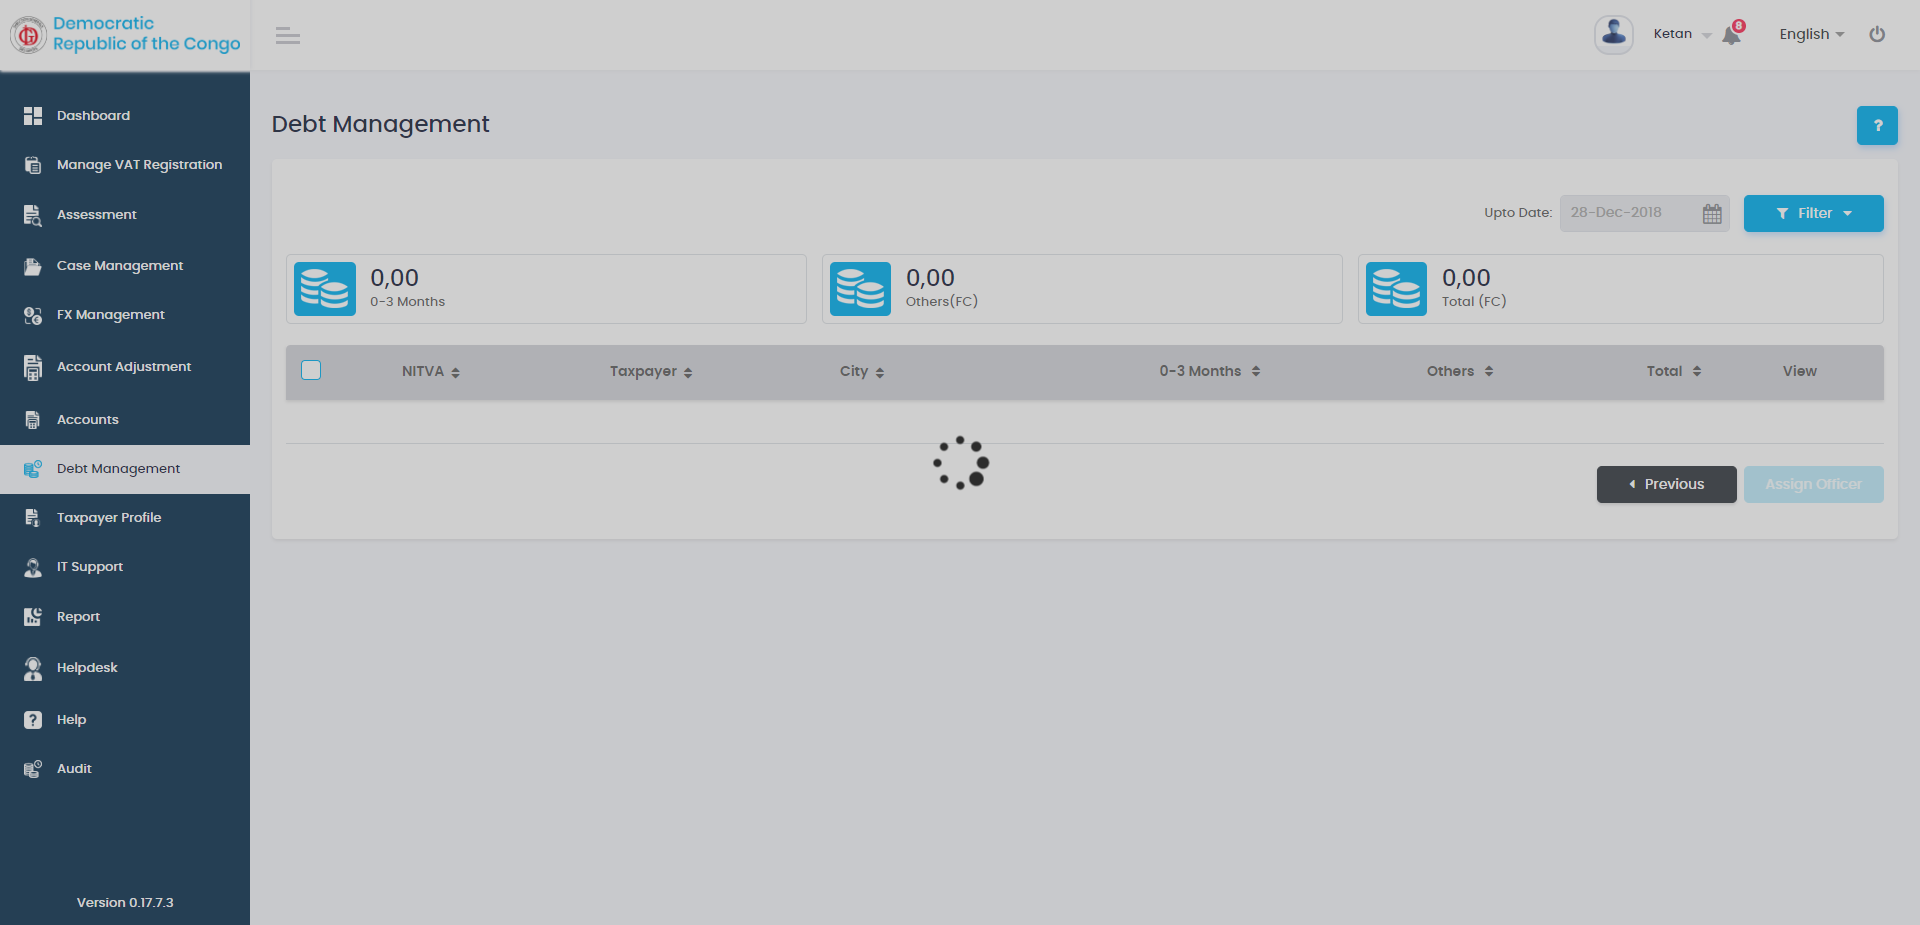 Democratic
Republic of the Congo
Ketan
8
English
Dashboard
Manage VAT Registration
Assessment
Case Management
FX Management
Account Adjustment
Accounts
Debt Management
Taxpayer Profile
IT Support
Report
Helpdesk
Help
Audit
Version 0.17.7.3
Debt Management
?
Upto Date: 28-Dec-2018 Filter
0,00
0-3 Months
0,00
Others(FC)
0,00
Total (FC)
NITVA Taxpayer City 0-3 Months Others Total View
Previous Assign Officer